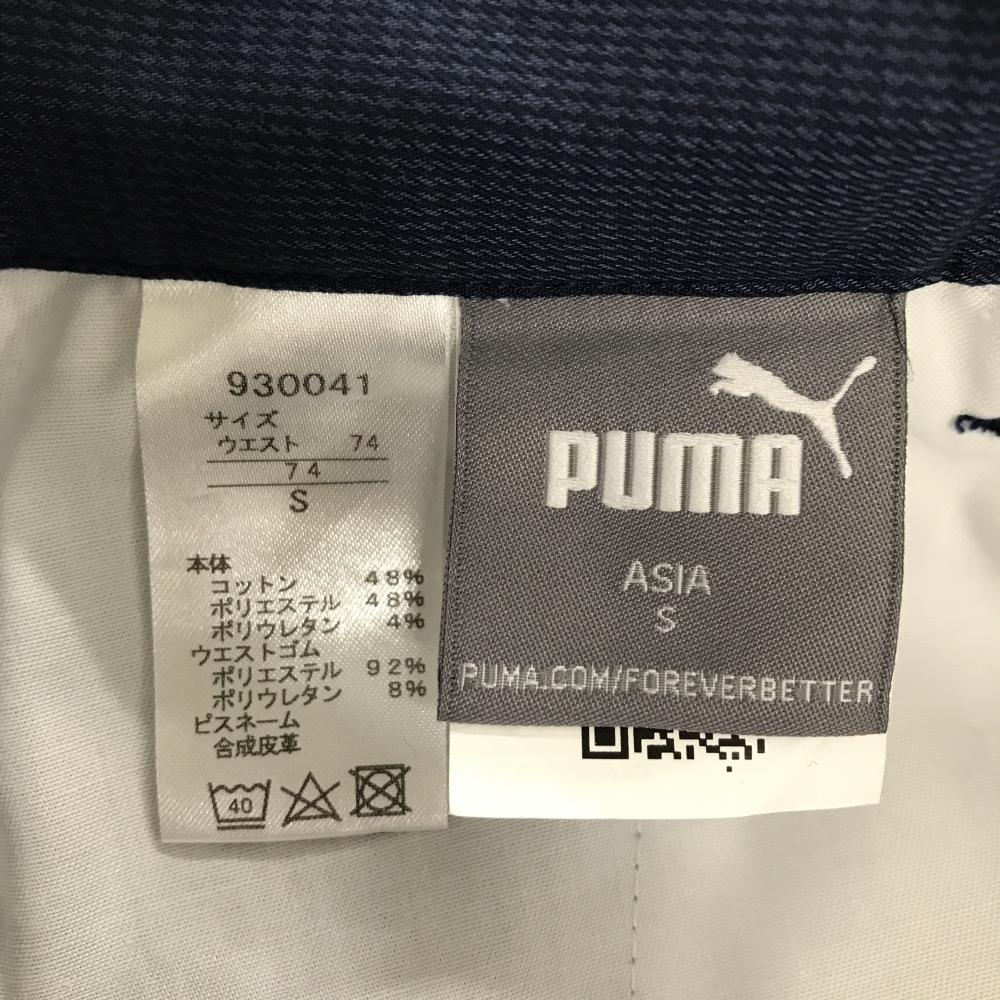 930041
サイズ
ウエスト 74
74
S
本体
コットン 48%
ポリエステル 48%
ポリウレタン 4%
ウエストゴム
ポリエステル 92%
ポリウレタン 8%
ピスネーム
合成皮革
40
PUMA
ASIA
S
PUMA.COM/FOREVERBETTER